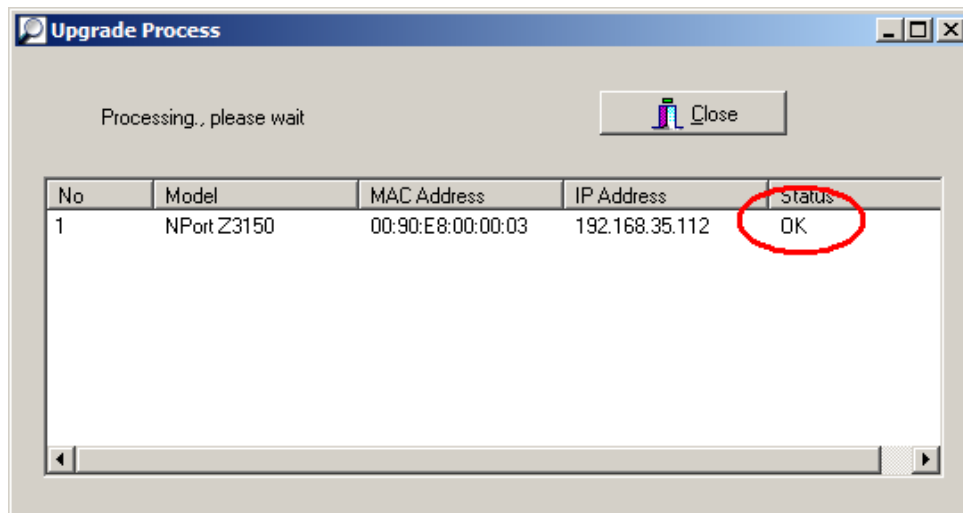 Upgrade Process
Processing., please wait
Close
No Model MAC Address IP Address Status
1 NPort Z3150 00:90:E8:00:00:03 192.168.35.112 OK